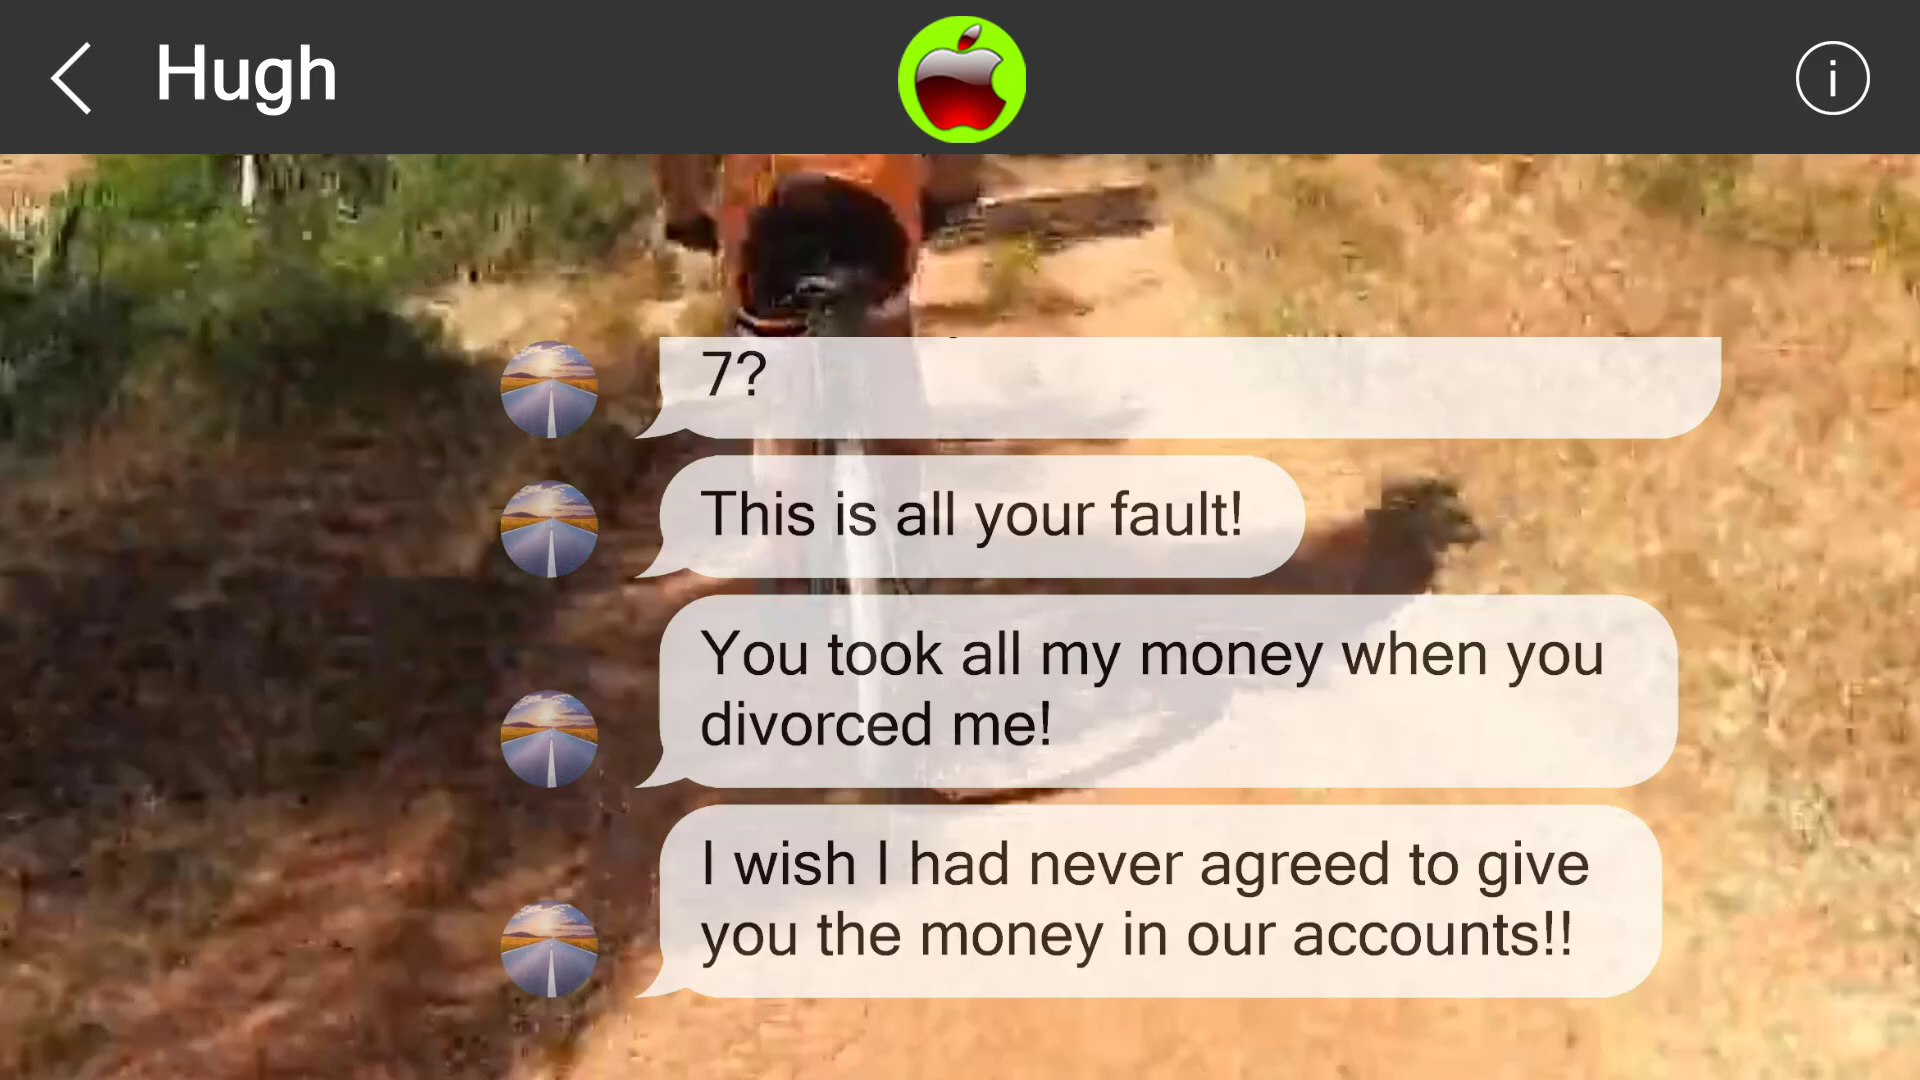 Hugh
i
7?
This is all your fault!
You took all my money when you
divorced me!
I wish I had never agreed to give
you the money in our accounts!!